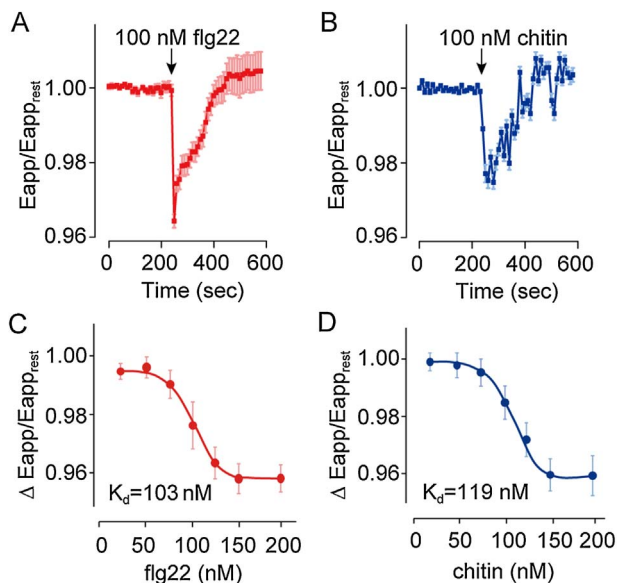 A
100 nM flg22
Eapp/Eapprest
1.00
0.98
0.96
0 200 400 600
Time (sec)
B
100 nM chitin
Eapp/Eapprest
1.00
0.98
0.96
0 200 400 600
Time (sec)
C
Δ Eapp/Eapprest
1.00
0.98
0.96
Kd=103 nM
0 50 100 150 200
flg22 (nM)
D
Δ Eapp/Eapprest
1.00
0.98
0.96
Kd=119 nM
0 50 100 150 200
chitin (nM)